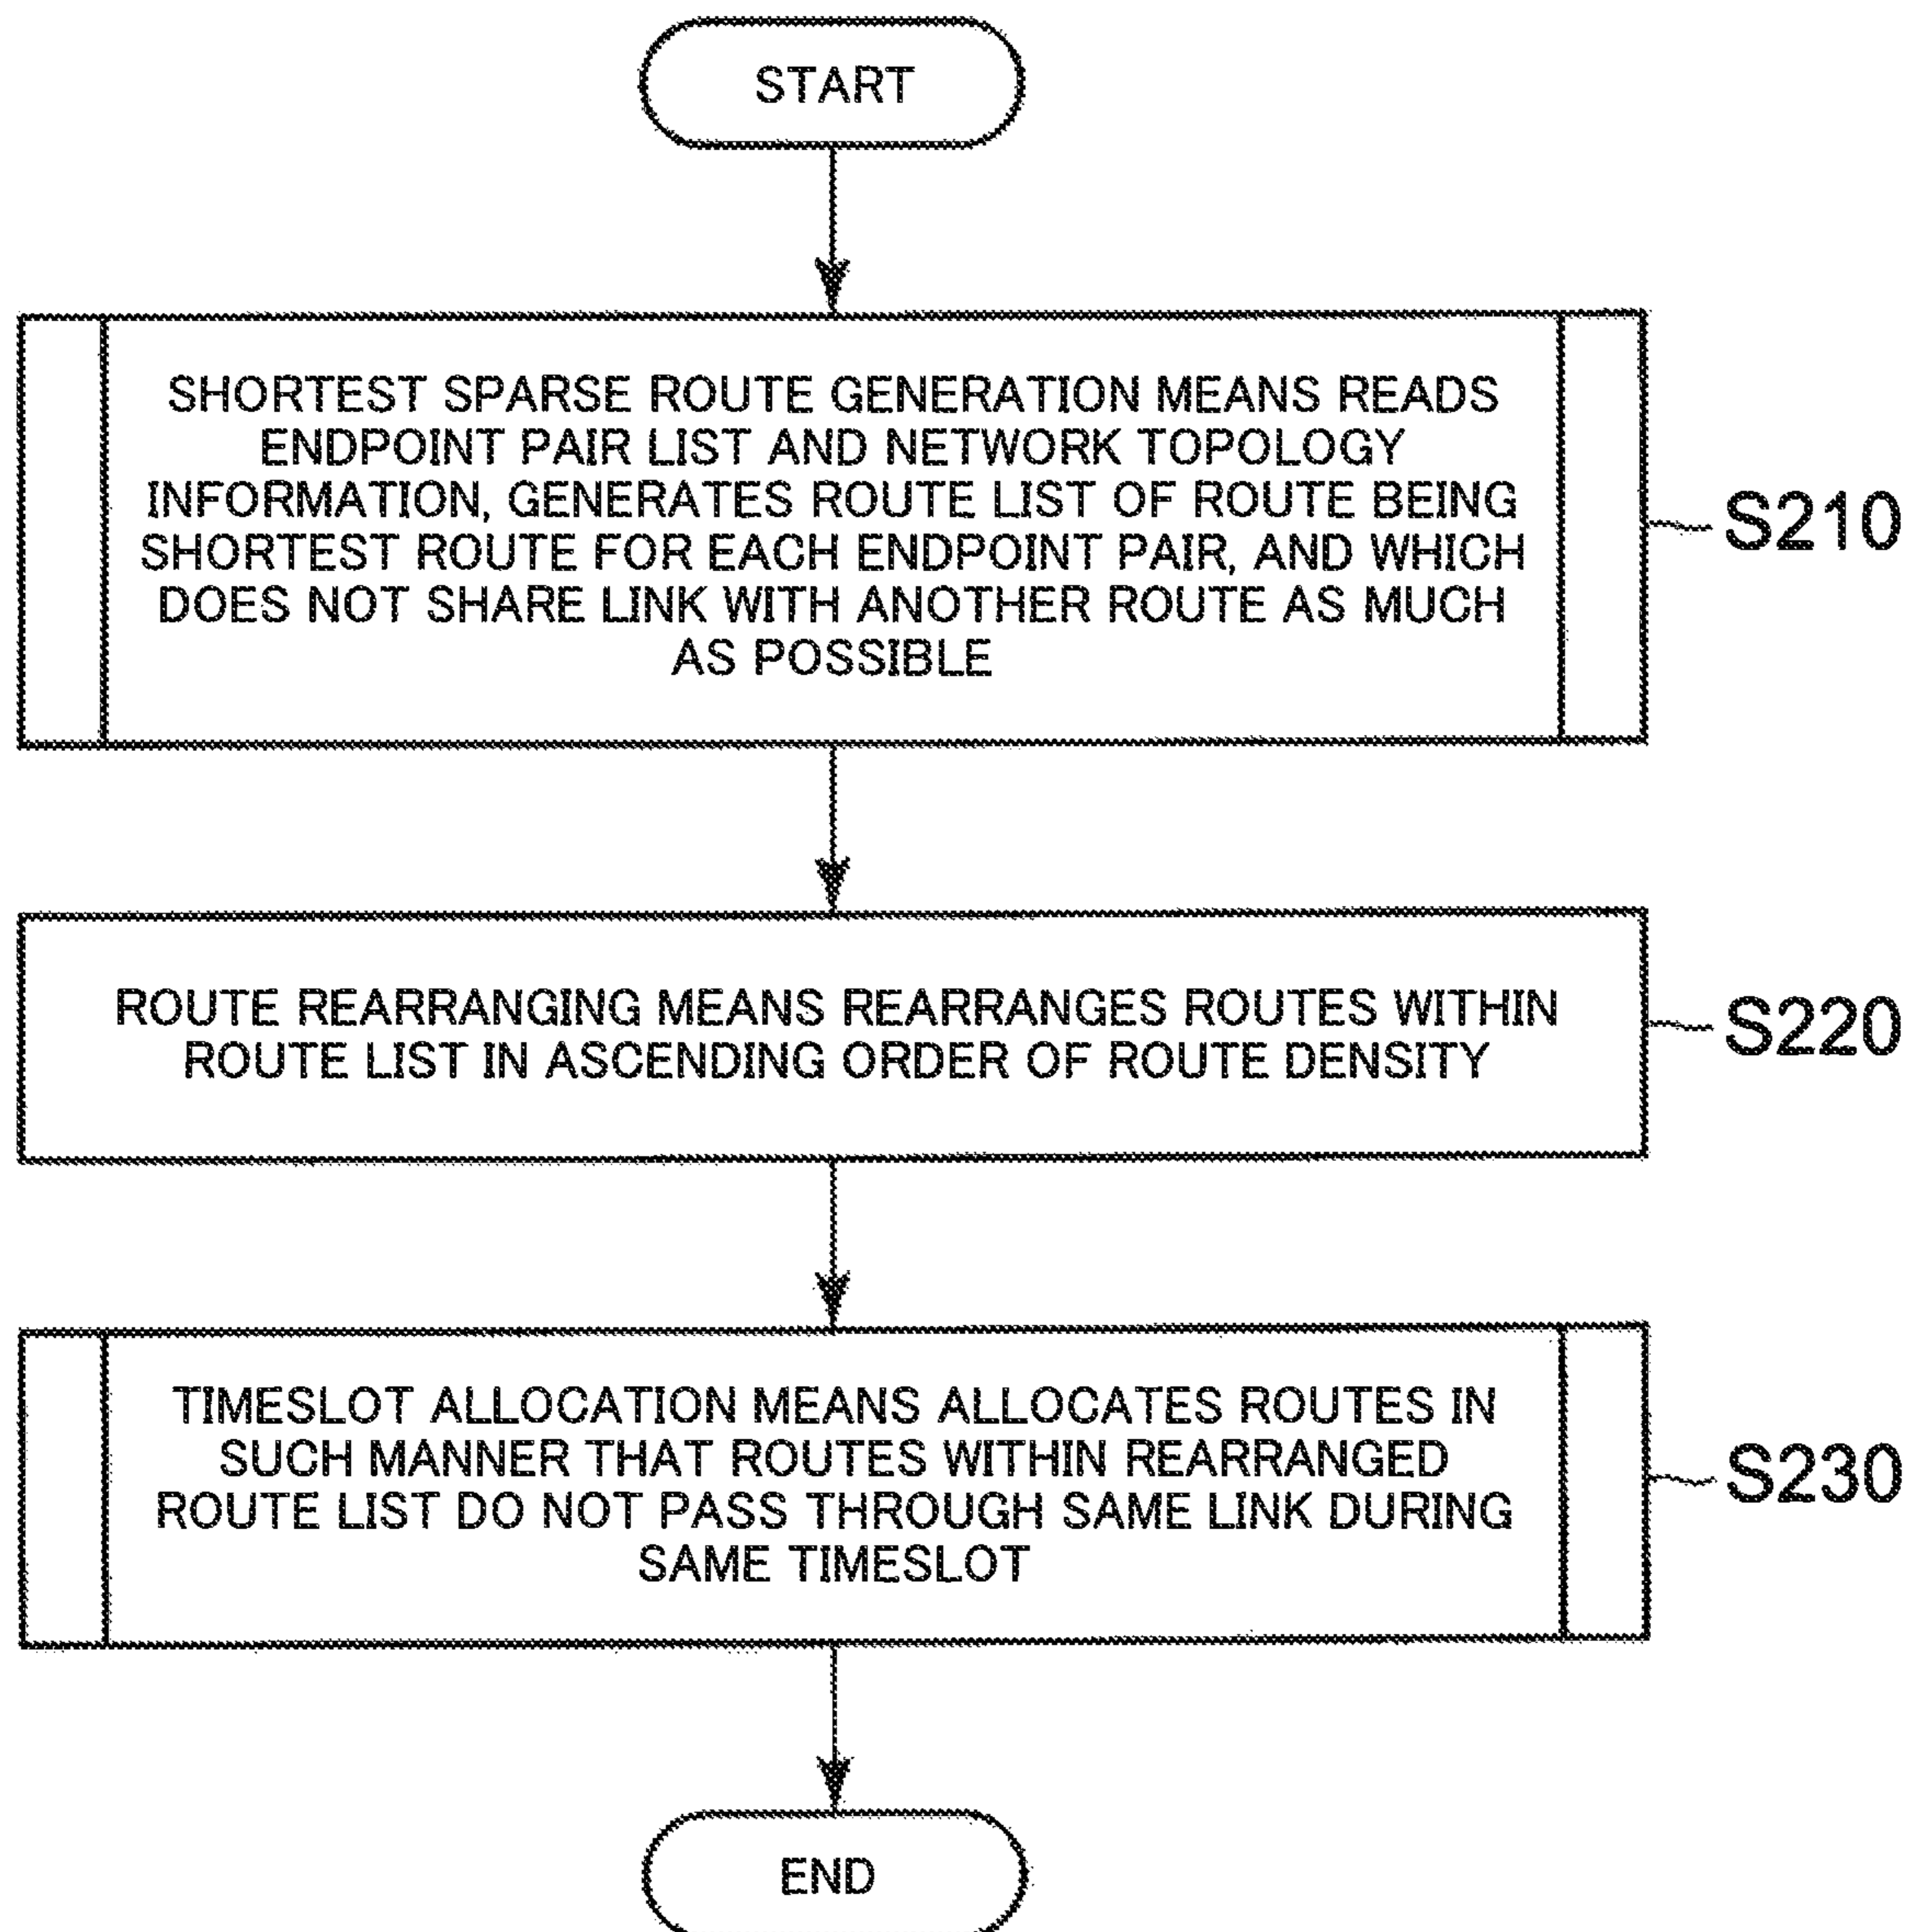 START
SHORTEST SPARSE ROUTE GENERATION MEANS READS
ENDPOINT PAIR LIST AND NETWORK TOPOLOGY
INFORMATION, GENERATES ROUTE LIST OF ROUTE BEING
SHORTEST ROUTE FOR EACH ENDPOINT PAIR, AND WHICH
DOES NOT SHARE LINK WITH ANOTHER ROUTE AS MUCH
AS POSSIBLE
S210
ROUTE REARRANGING MEANS REARRANGES ROUTES WITHIN
ROUTE LIST IN ASCENDING ORDER OF ROUTE DENSITY
S220
TIMESLOT ALLOCATION MEANS ALLOCATES ROUTES IN
SUCH MANNER THAT ROUTES WITHIN REARRANGED
ROUTE LIST DO NOT PASS THROUGH SAME LINK DURING
SAME TIMESLOT
S230
END